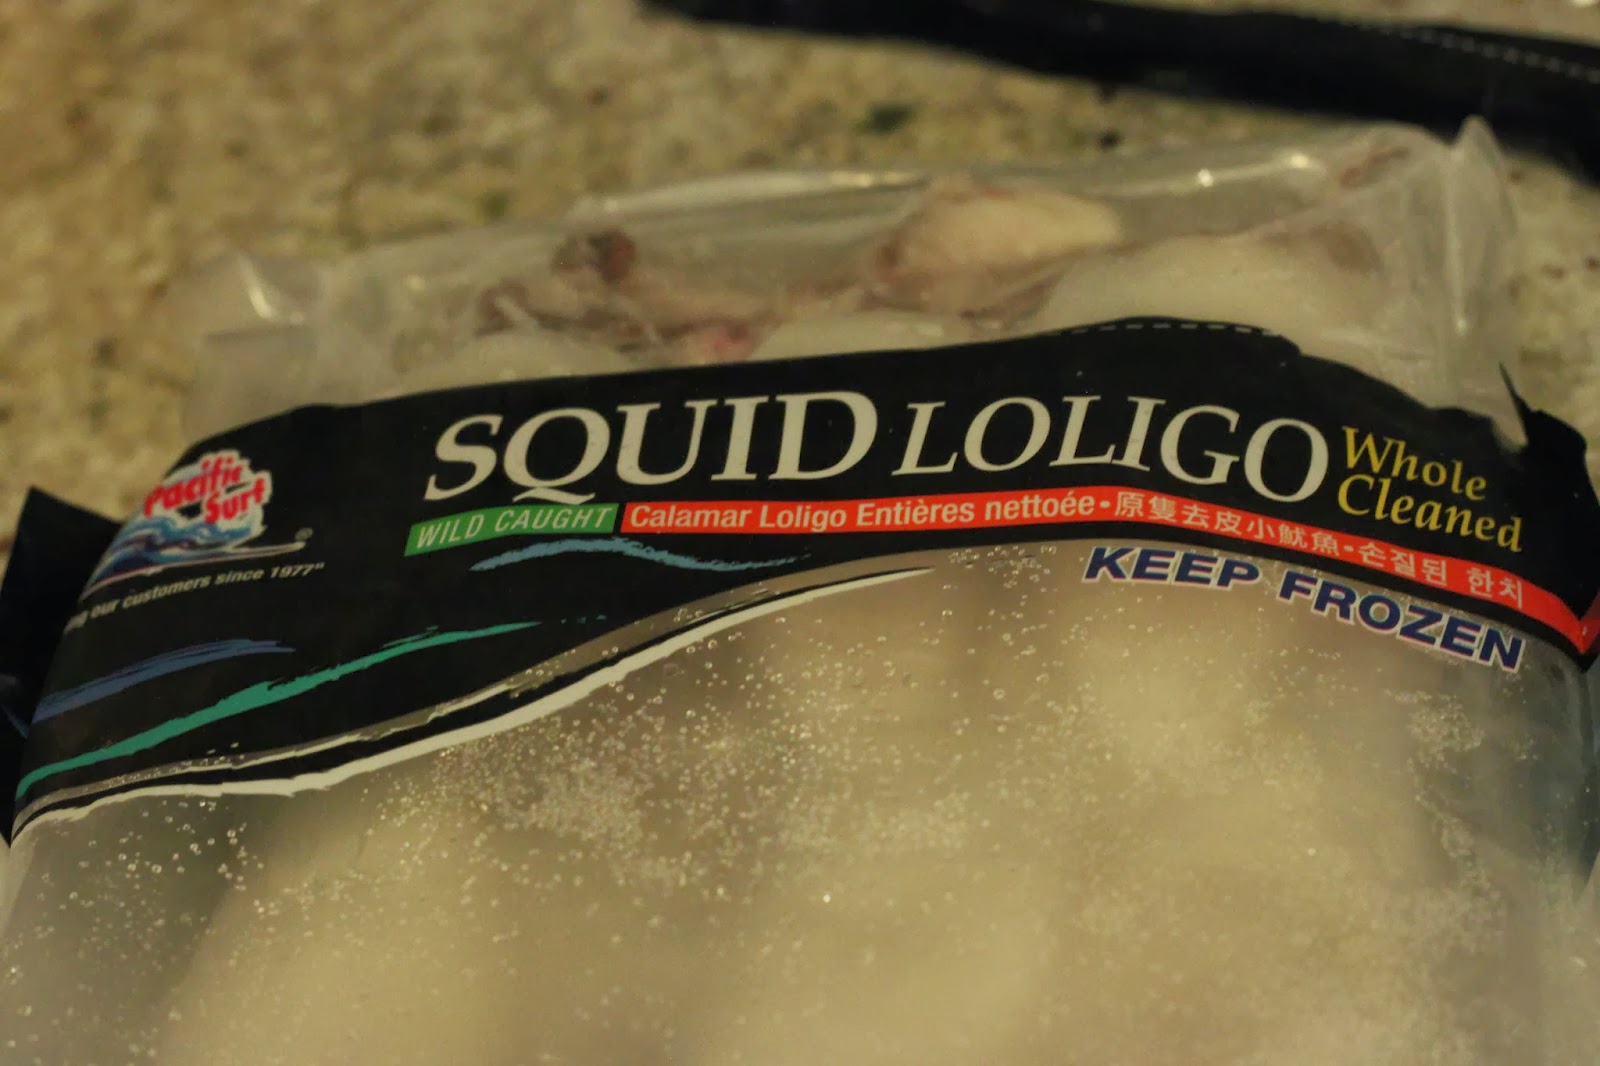 Pacific
Surf
®
our customers since 1977"
SQUID LOLIGO Whole
Cleaned
WILD CAUGHT Calamar Loligo Entières nettoée•原隻去皮小魷魚•손질된 한치
KEEP FROZEN